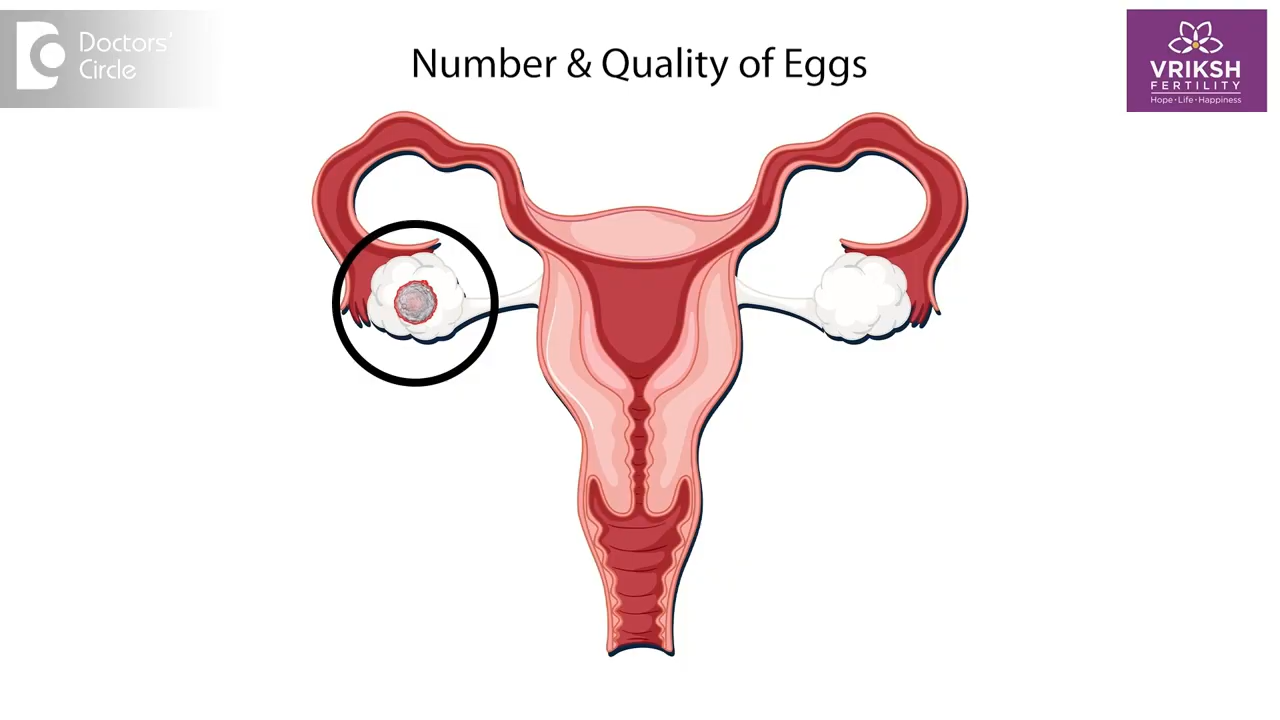 Doctors'
Circle
Number & Quality of Eggs
VRIKSH
FERTILITY
Hope • Life • Happiness